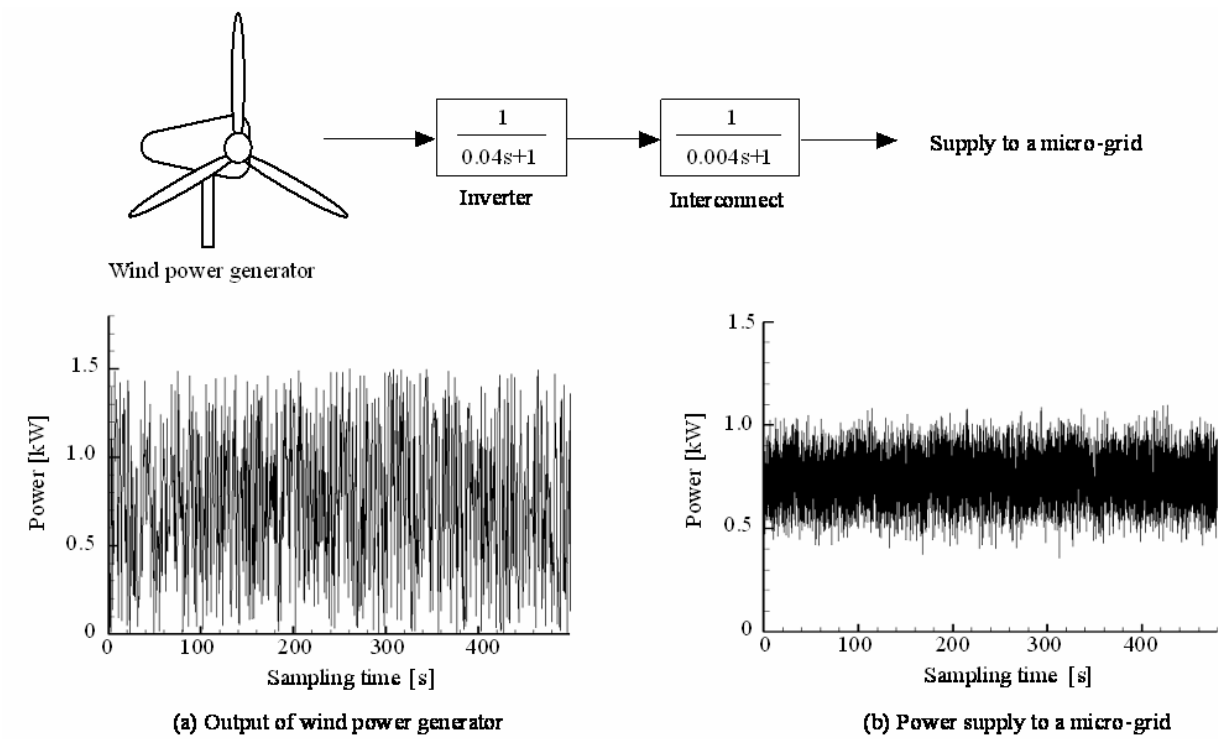 1
0.04s+1
Inverter
1
0.004s+1
Interconnect
Supply to a micro-grid
Wind power generator
Power [kW]
1.5
1.0
0.5
0
0 100 200 300 400
Sampling time [s]
(a) Output of wind power generator
Power [kW]
1.5
1.0
0.5
0
0 100 200 300 400
Sampling time [s]
(b) Power supply to a micro-grid